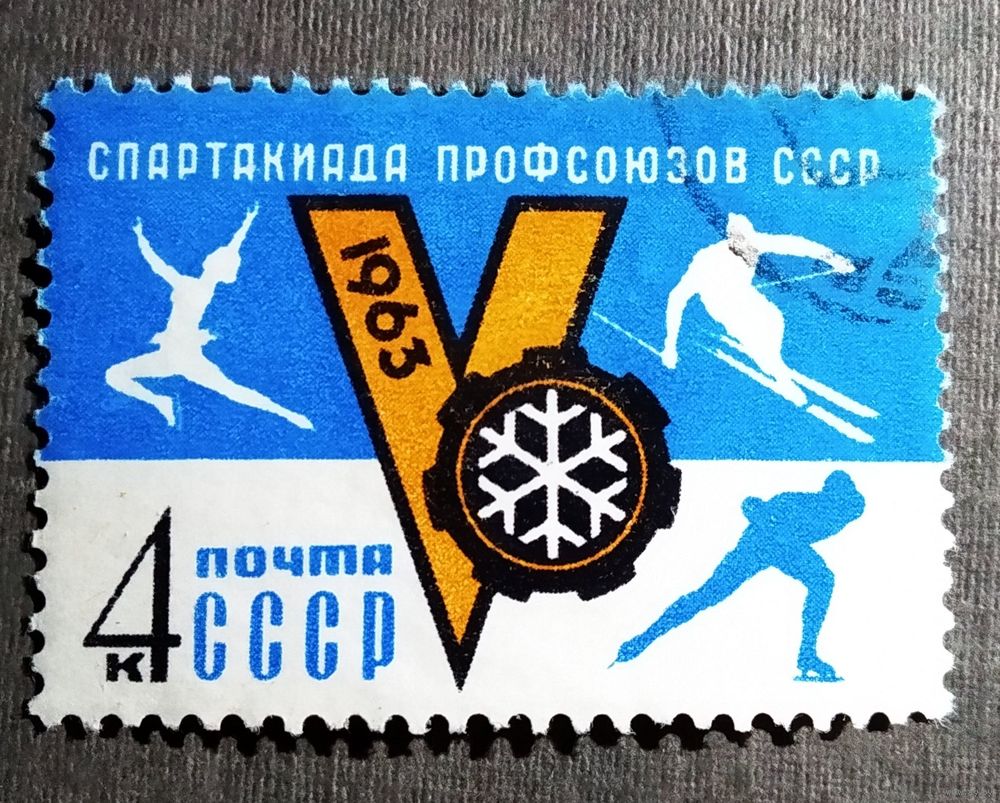 СПАРТАКИАДА ПРОФСОЮЗОВ СССР
V
1963
4 к
почта
СССР